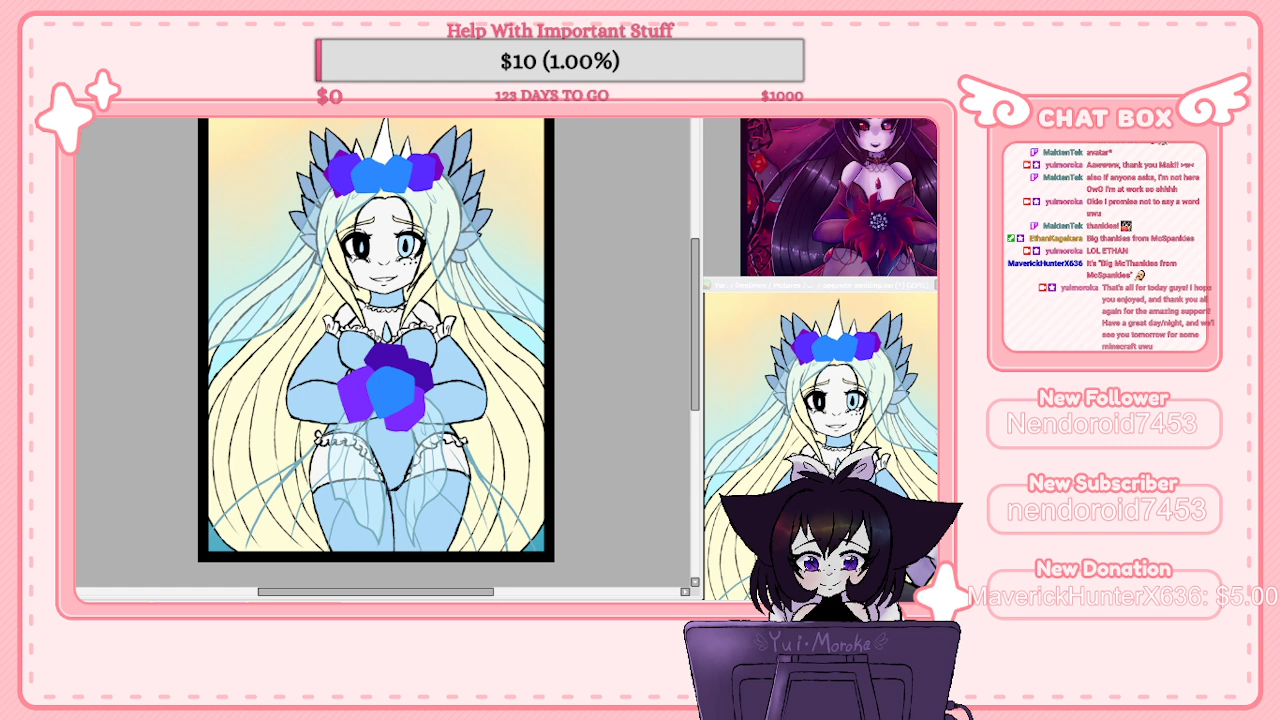 Help With Important Stuff
$10 (1.00%)
$0
123 DAYS TO GO
$1000
CHAT BOX
MakienTek avatar*
yuimoroka Aawwww, thank you Maki! >w<
MakienTek also if anyone asks, I'm not here
OwO I'm at work so shhhh
yuimoroka Okie I promise not to say a word
uwu
MakienTek thankies!
EthanKagekara Big thankies from McSpankies
yuimoroka LOL ETHAN
MaverickHunterX636 It's "Big McThankies from
McSpankies"
yuimoroka That's all for today guys! I hope
you enjoyed, and thank you all
again for the amazing support!
Have a great day/night, and we'll
see you tomorrow for some
minecraft uwu
New Follower
Nendoroid7453
New Subscriber
nendoroid7453
New Donation
MaverickHunterX636: $5.00
Yui-Moroka